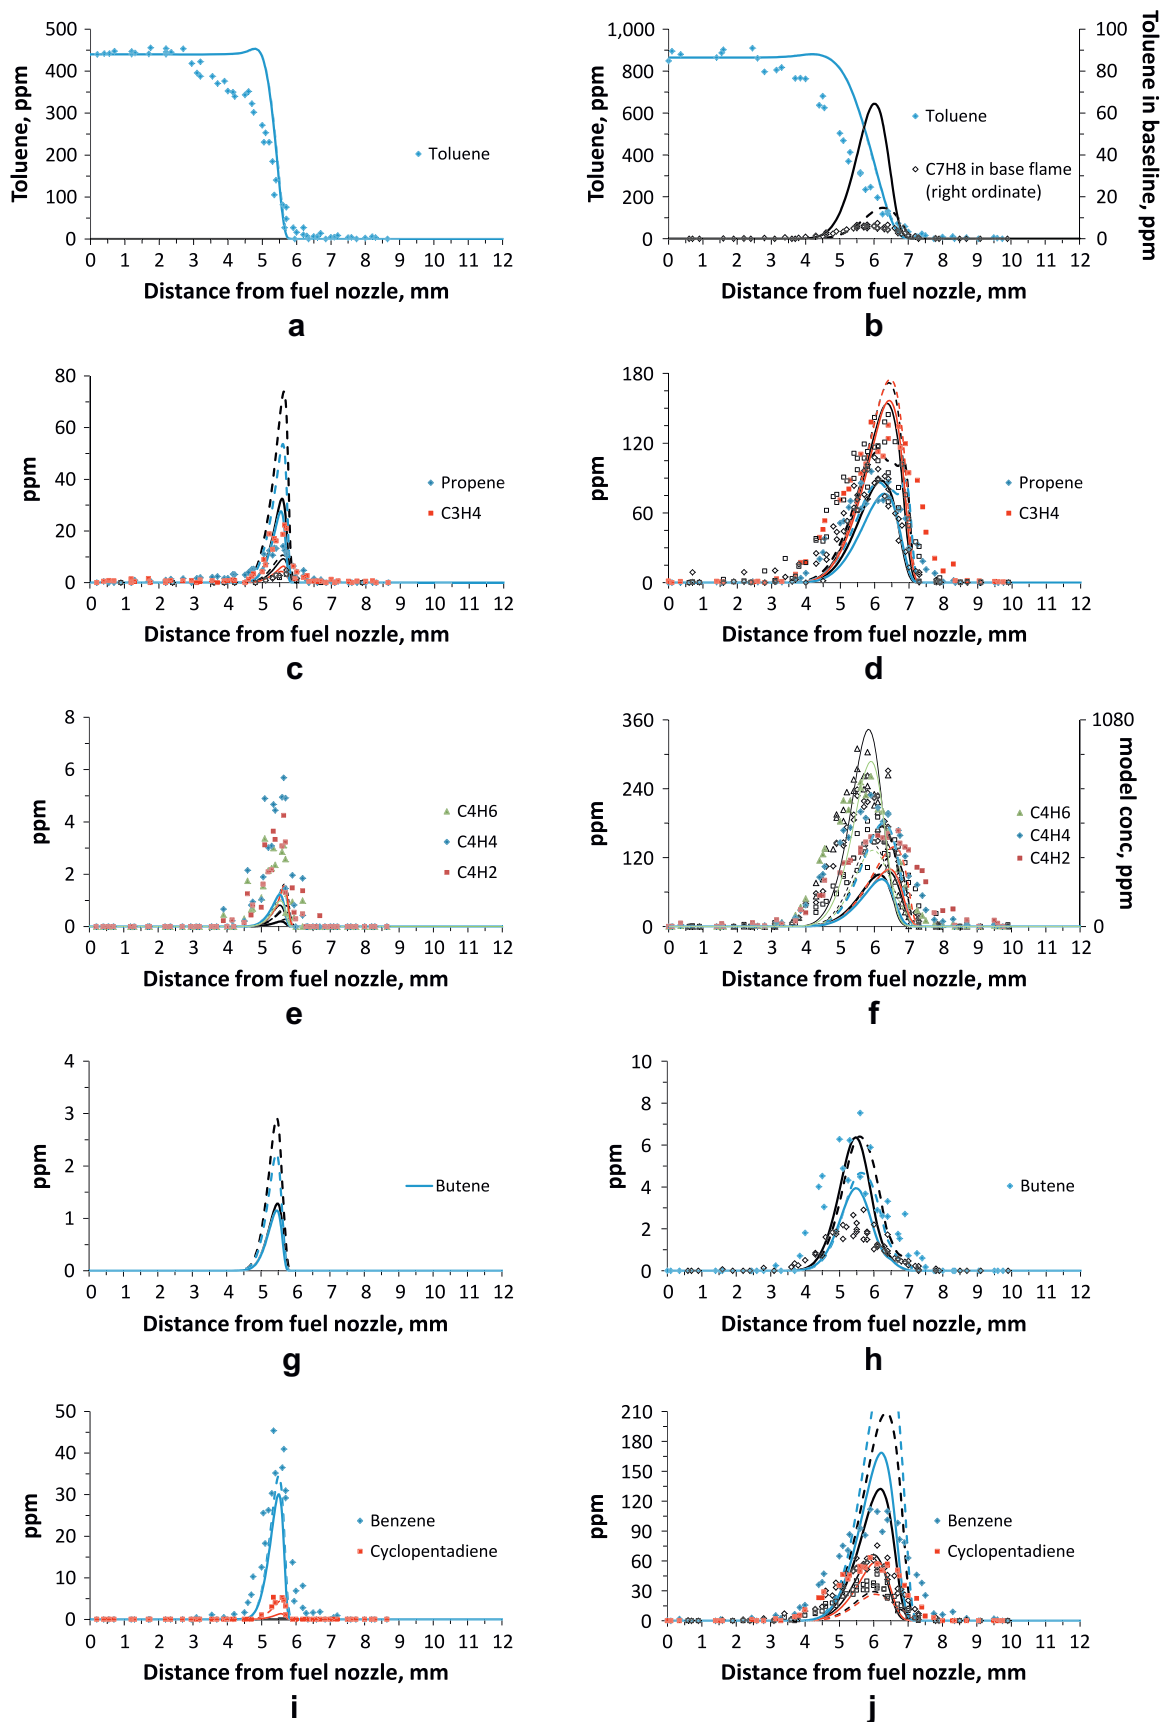 500
400
300
200
100
0
Toluene, ppm
Toluene
0 1 2 3 4 5 6 7 8 9 10 11 12
Distance from fuel nozzle, mm
a
1,000
800
600
400
200
0
Toluene, ppm
100
80
60
40
20
0
Toluene in baseline, ppm
Toluene
C7H8 in base flame
(right ordinate)
0 1 2 3 4 5 6 7 8 9 10 11 12
Distance from fuel nozzle, mm
b
80
60
40
20
0
ppm
Propene
C3H4
0 1 2 3 4 5 6 7 8 9 10 11 12
Distance from fuel nozzle, mm
c
180
120
60
0
ppm
Propene
C3H4
0 1 2 3 4 5 6 7 8 9 10 11 12
Distance from fuel nozzle, mm
d
8
6
4
2
0
ppm
C4H6
C4H4
C4H2
0 1 2 3 4 5 6 7 8 9 10 11 12
Distance from fuel nozzle, mm
e
360
240
120
0
ppm
1080
0
model conc, ppm
C4H6
C4H4
C4H2
0 1 2 3 4 5 6 7 8 9 10 11 12
Distance from fuel nozzle, mm
f
4
3
2
1
0
ppm
Butene
0 1 2 3 4 5 6 7 8 9 10 11 12
Distance from fuel nozzle, mm
g
10
8
6
4
2
0
ppm
Butene
0 1 2 3 4 5 6 7 8 9 10 11 12
Distance from fuel nozzle, mm
h
50
40
30
20
10
0
ppm
Benzene
Cyclopentadiene
0 1 2 3 4 5 6 7 8 9 10 11 12
Distance from fuel nozzle, mm
i
210
180
150
120
90
60
30
0
ppm
Benzene
Cyclopentadiene
0 1 2 3 4 5 6 7 8 9 10 11 12
Distance from fuel nozzle, mm
j